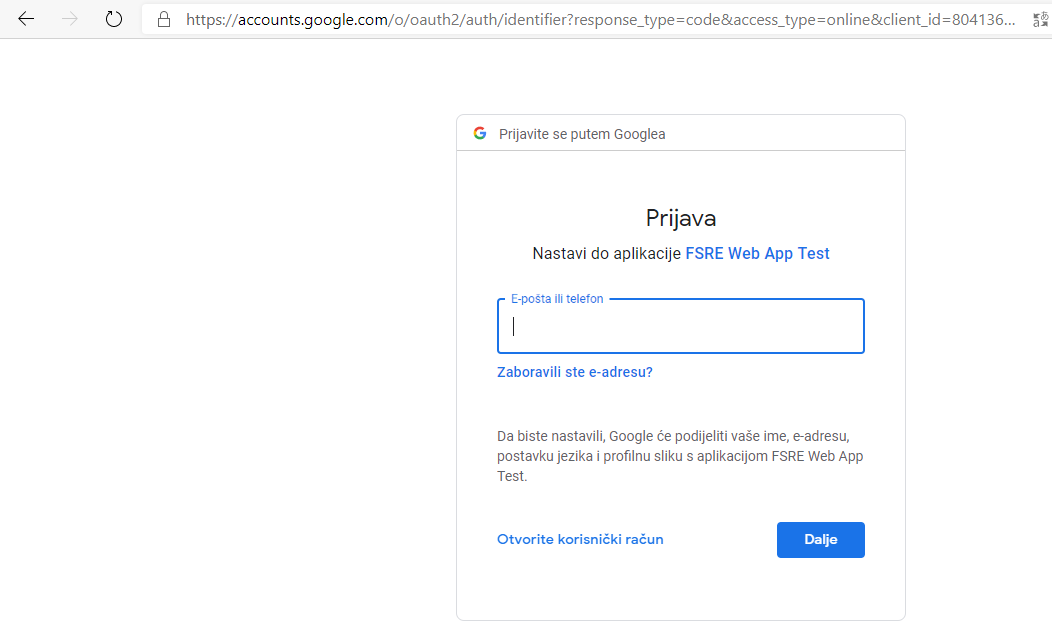 https://accounts.google.com/o/oauth2/auth/identifier?response_type=code&access_type=online&client_id=804136...
Prijavite se putem Googlea
Prijava
Nastavi do aplikacije FSRE Web App Test
E-pošta ili telefon
Zaboravili ste e-adresu?
Da biste nastavili, Google će podijeliti vaše ime, e-adresu,
postavku jezika i profilnu sliku s aplikacijom FSRE Web App
Test.
Otvorite korisnički račun
Dalje